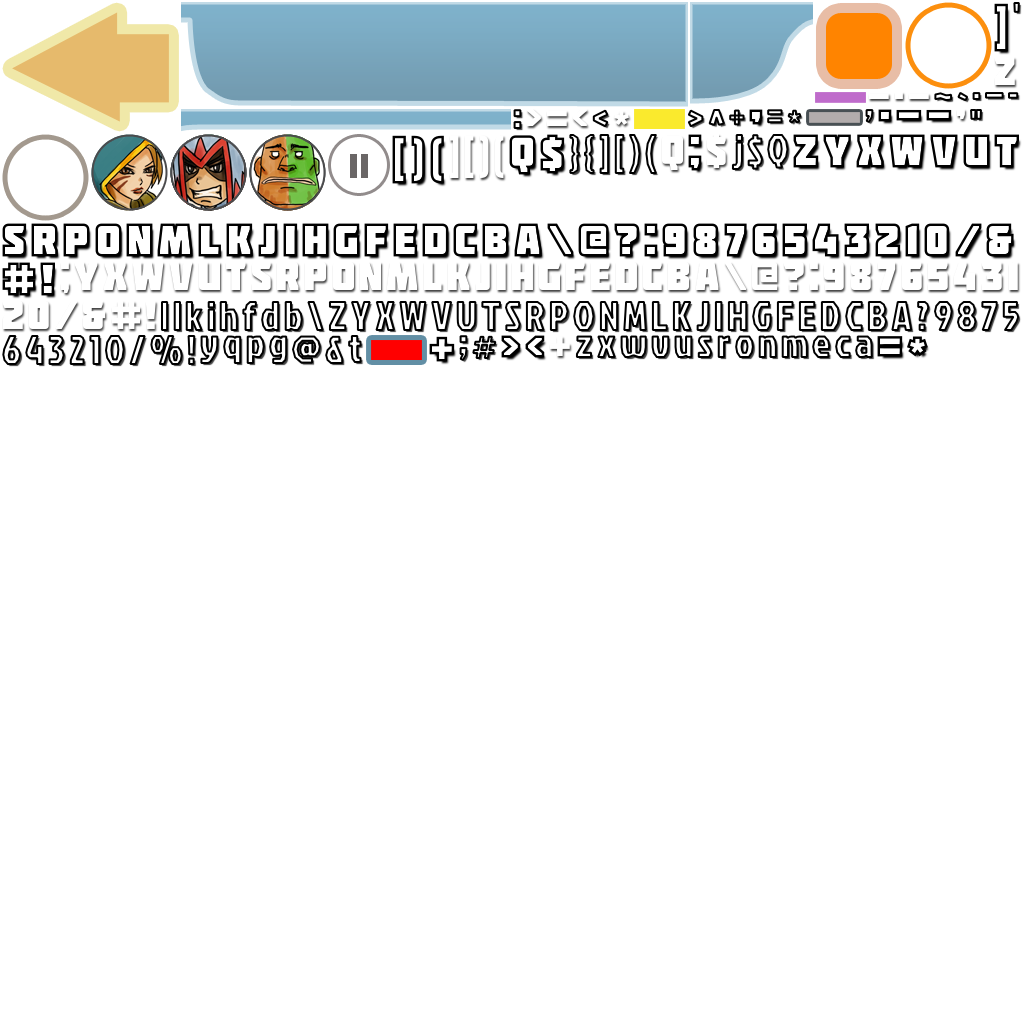 ]'
Z
:>=<<*>^+,;=*
[]()[]()Q$}{][)(Q;$j$QZYXWVUT
SRPONMLKJIHGFEDCBA\@?:9876543210/&
#!;YXWVUTSRPONMLKJIHGFEDCBA\@?:98765431
20/&#!llkihfdb\ZYXWVUTSRPONMLKJIHGFEDCBA?9875
643210/%!yqpg@&t+;#><+zxwvusronmeca=*